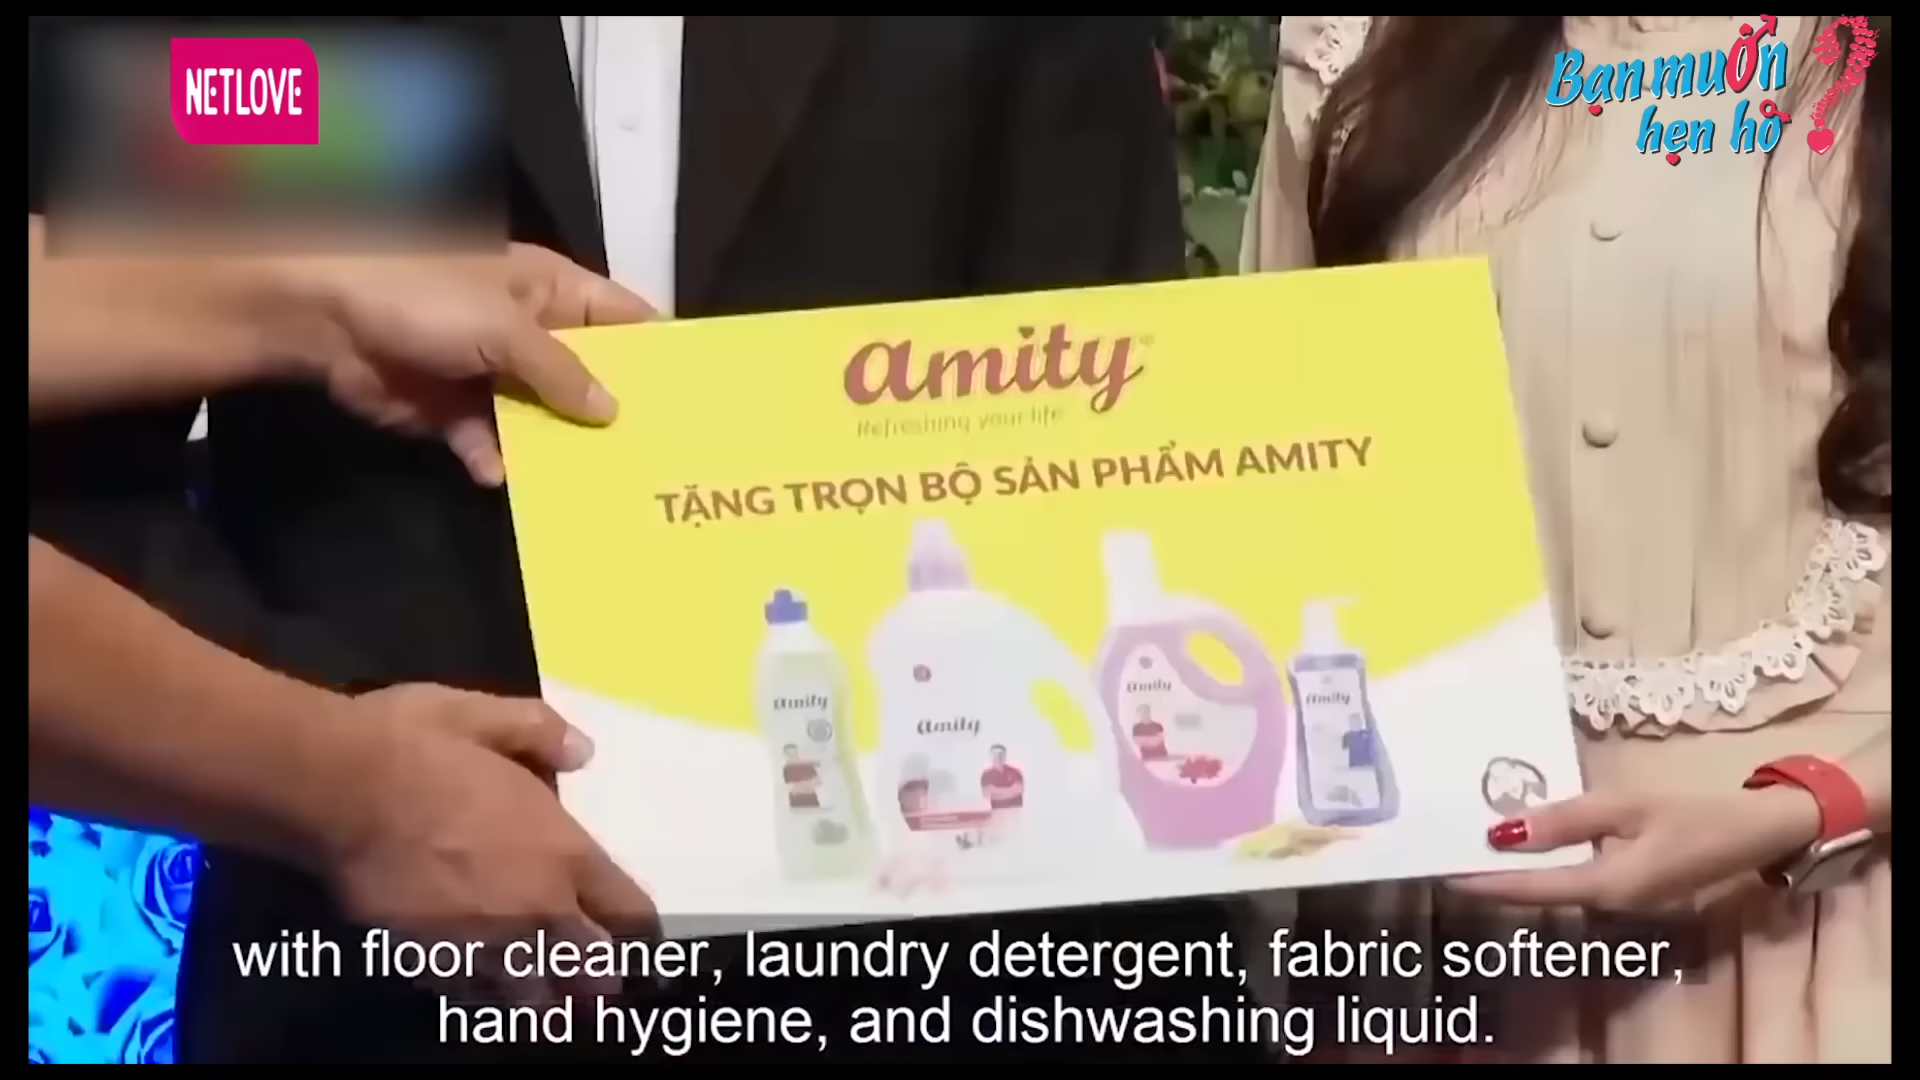 NETLOVE
Bạn muốn
hẹn hò
amity
Refreshing your life
TẶNG TRỌN BỘ SẢN PHẨM AMITY
amity
amity
amity
amity
with floor cleaner, laundry detergent, fabric softener,
hand hygiene, and dishwashing liquid.